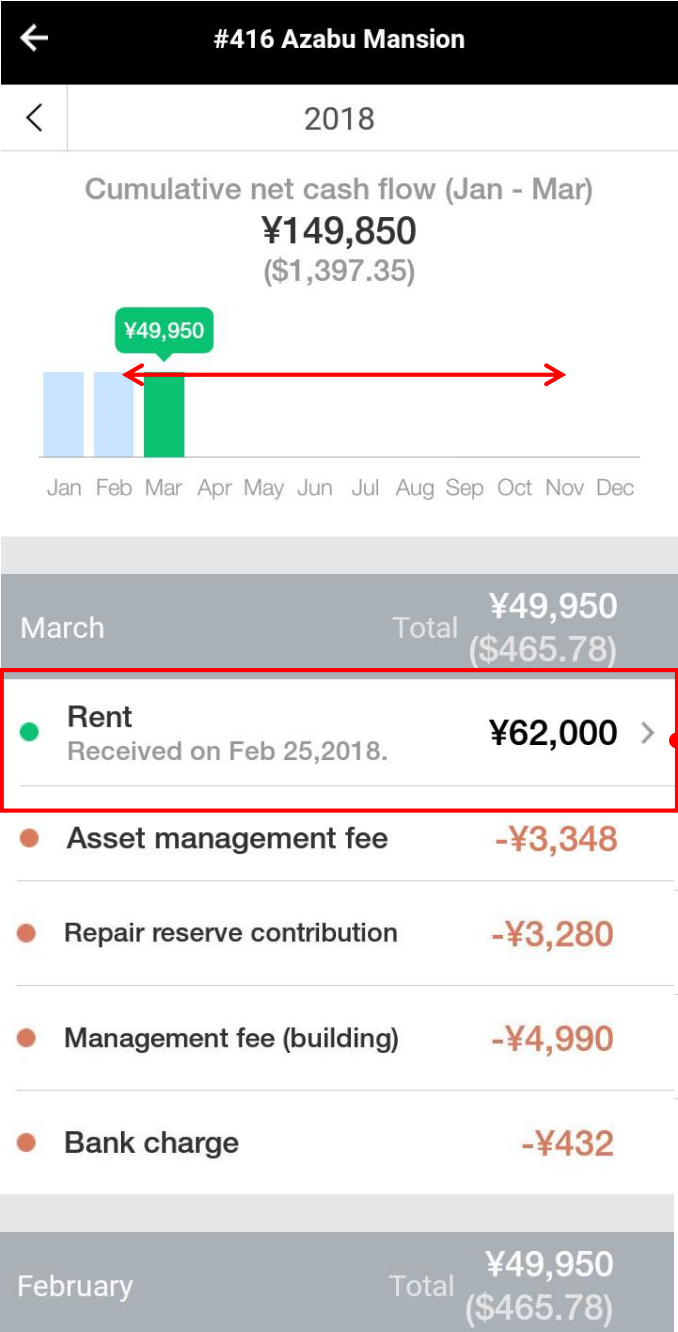 #416 Azabu Mansion
2018
Cumulative net cash flow (Jan - Mar)
¥149,850
($1,397.35)
¥49,950
Jan Feb Mar Apr May Jun Jul Aug Sep Oct Nov Dec
March Total ¥49,950
($465.78)
Rent ¥62,000
Received on Feb 25,2018.
Asset management fee -¥3,348
Repair reserve contribution -¥3,280
Management fee (building) -¥4,990
Bank charge -¥432
February Total ¥49,950
($465.78)